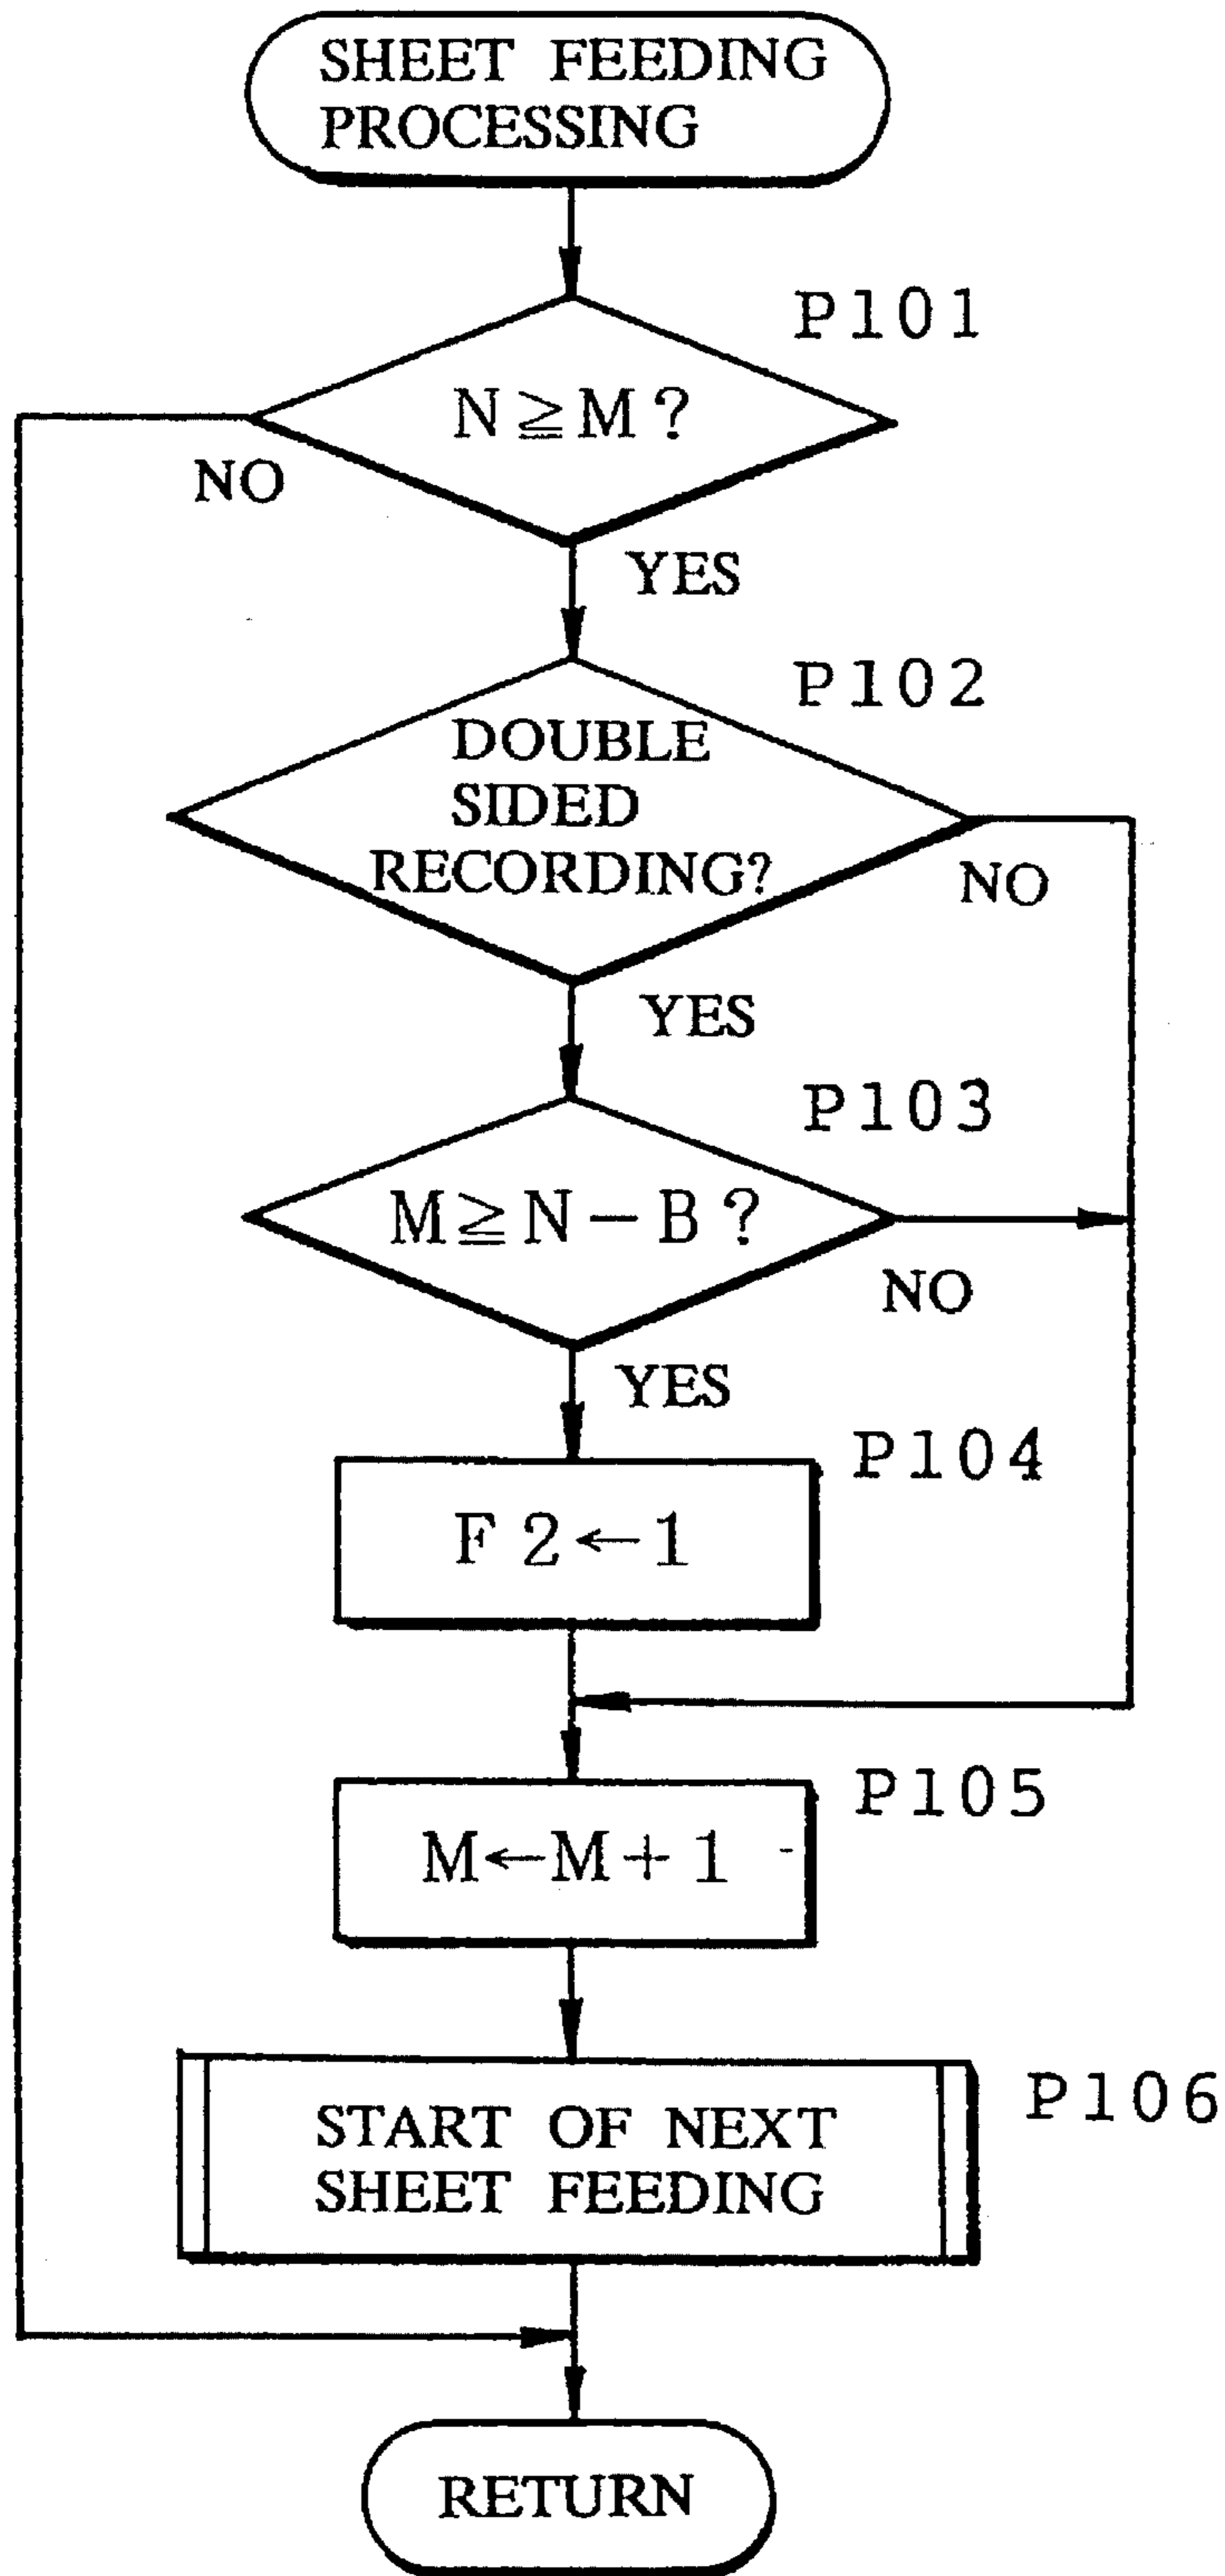 SHEET FEEDING
PROCESSING
P101
N≧M?
NO
YES
P102
DOUBLE
SIDED
RECORDING?
NO
YES
P103
M≧N-B?
NO
YES
P104
F2←1
P105
M←M+1
P106
START OF NEXT
SHEET FEEDING
RETURN